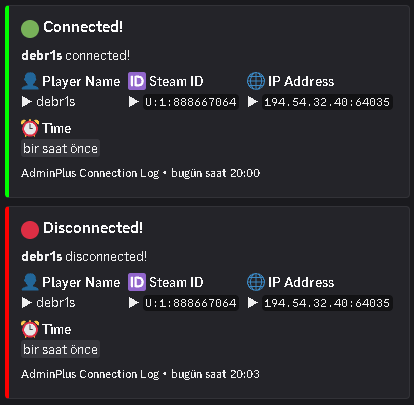 Connected!
debr1s connected!
Player Name ID Steam ID IP Address
debr1s U:1:888667064 194.54.32.40:64035
Time
bir saat önce
AdminPlus Connection Log • bugün saat 20:00
Disconnected!
debr1s disconnected!
Player Name ID Steam ID IP Address
debr1s U:1:888667064 194.54.32.40:64035
Time
bir saat önce
AdminPlus Connection Log • bugün saat 20:03